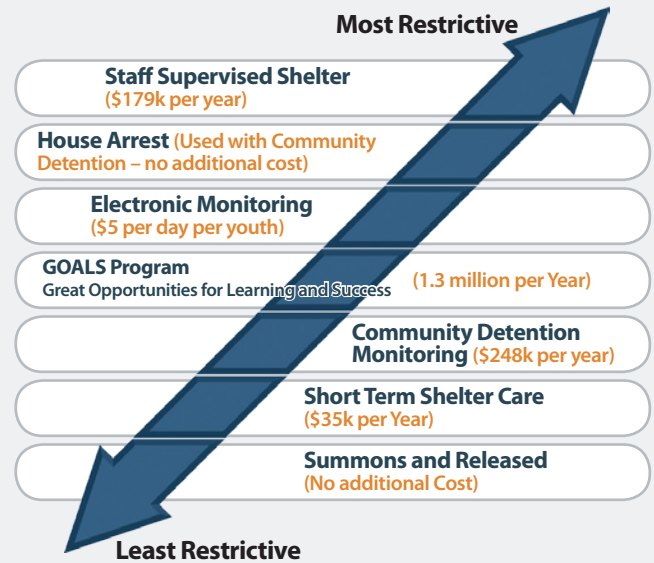 Most Restrictive
Staff Supervised Shelter
($179k per year)
House Arrest (Used with Community
Detention – no additional cost)
Electronic Monitoring
($5 per day per youth)
GOALS Program
Great Opportunities for Learning and Success
(1.3 million per Year)
Community Detention
Monitoring ($248k per year)
Short Term Shelter Care
($35k per Year)
Summons and Released
(No additional Cost)
Least Restrictive